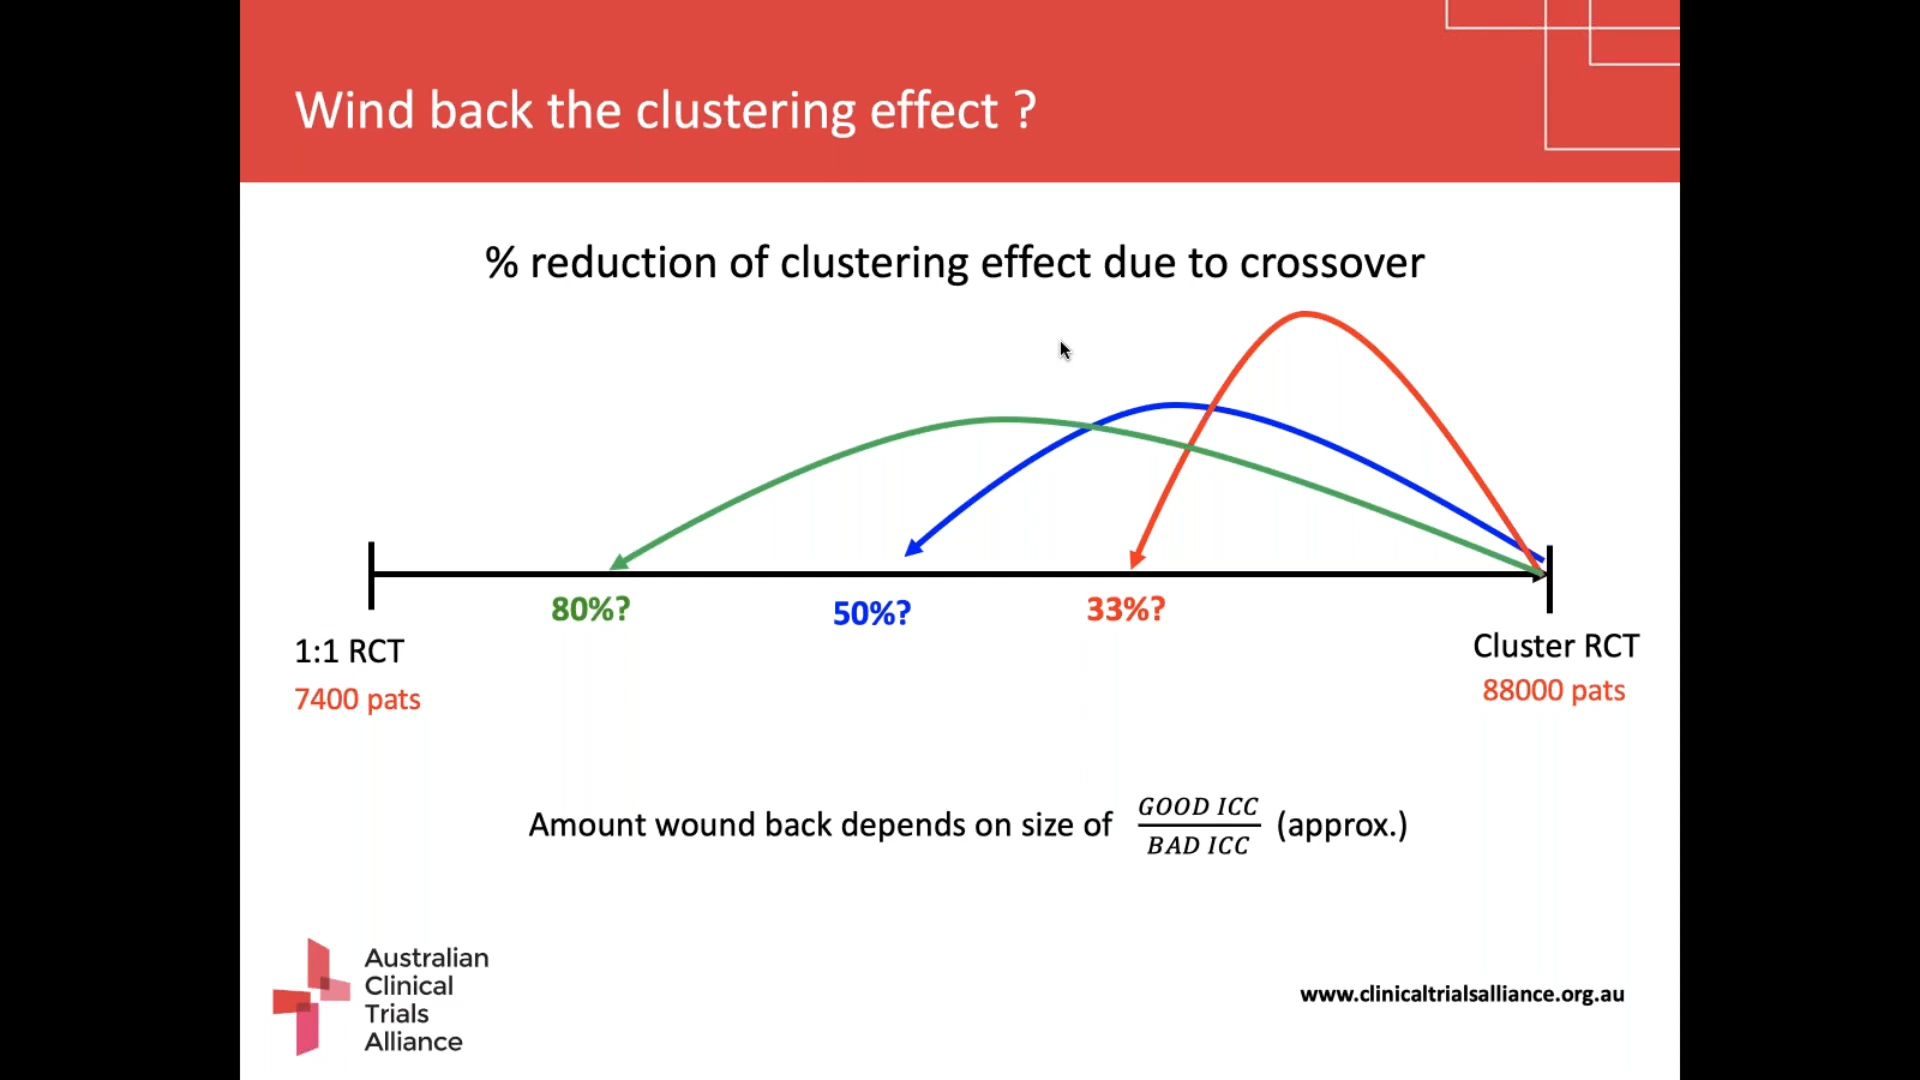 Wind back the clustering effect ?
% reduction of clustering effect due to crossover
80%?
50%?
33%?
1:1 RCT
7400 pats
Cluster RCT
88000 pats
Amount wound back depends on size of GOOD ICC / BAD ICC (approx.)
Australian
Clinical
Trials
Alliance
www.clinicaltrialsalliance.org.au